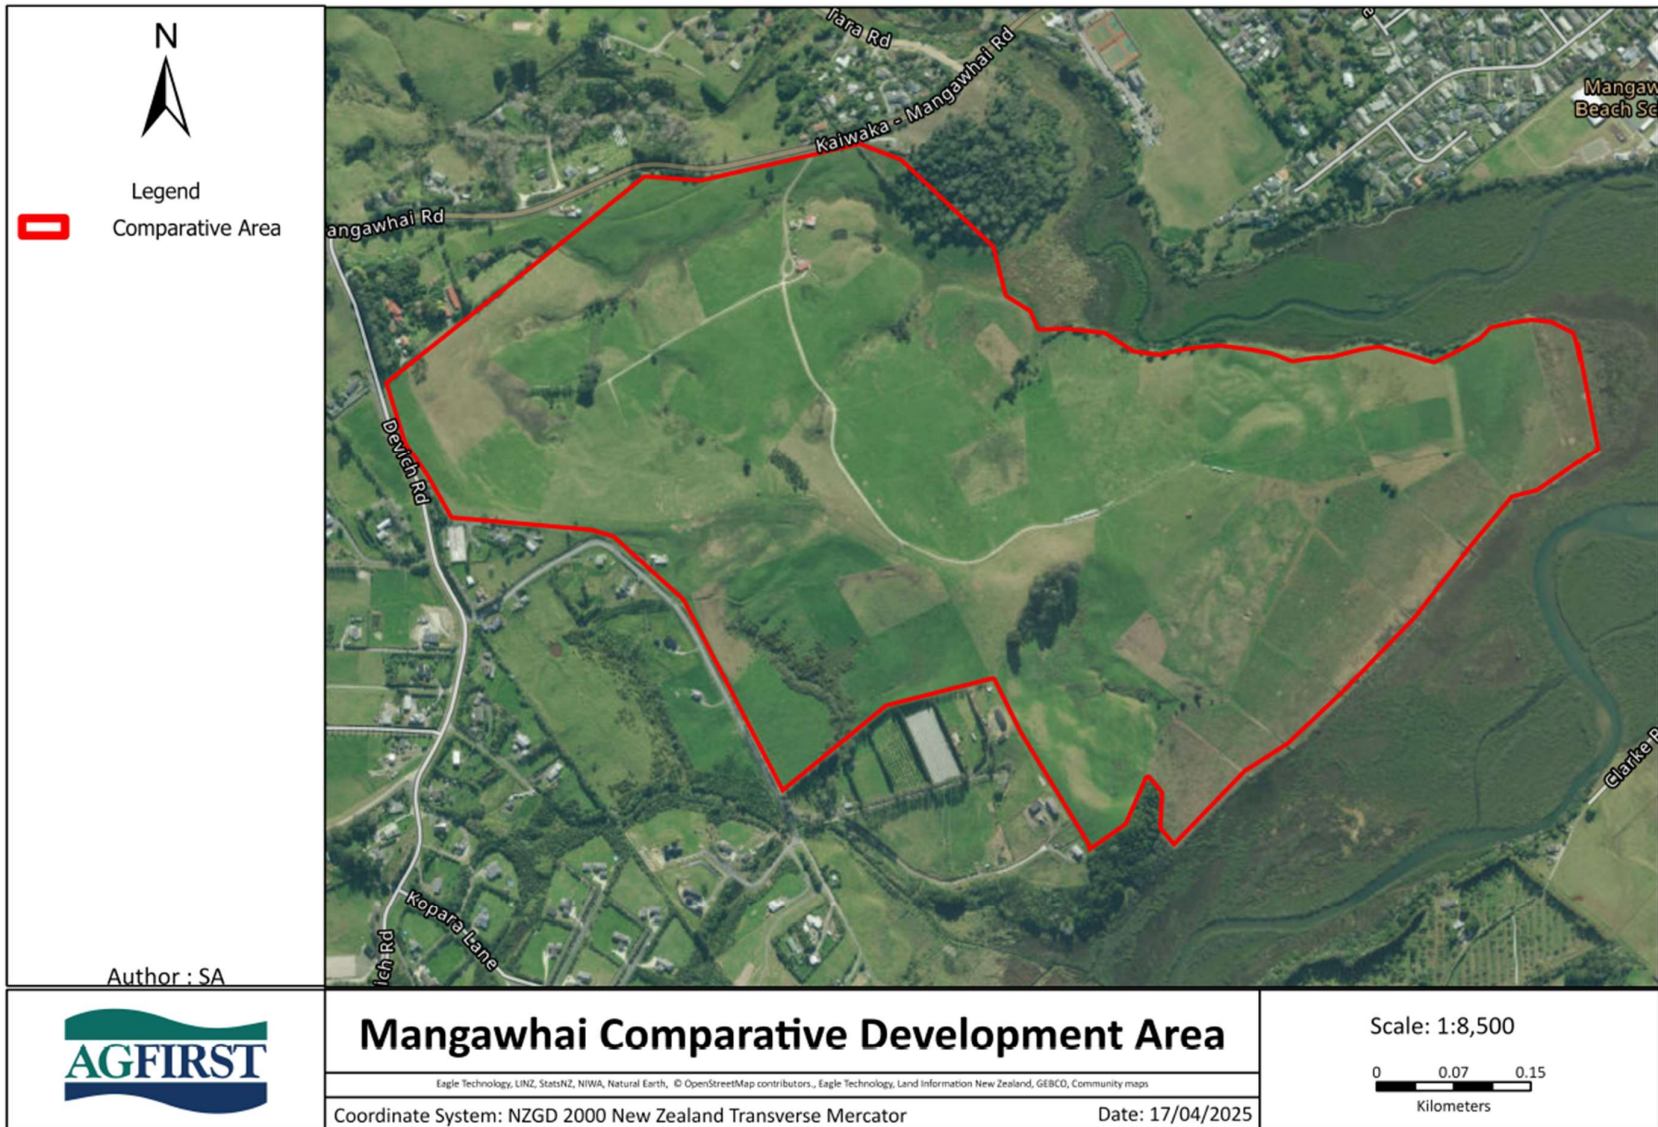 N
Legend
Comparative Area
Author : SA
Tara Rd
Kaiwaka - Mangawhai Rd
angawhai Rd
Mangaw
Beach Sc
Devich Rd
Clarke R
Kopara Lane
ich Rd
AGFIRST
Mangawhai Comparative Development Area
Eagle Technology, LINZ, StatsNZ, NIWA, Natural Earth, © OpenStreetMap contributors., Eagle Technology, Land Information New Zealand, GEBCO, Community maps
Coordinate System: NZGD 2000 New Zealand Transverse Mercator
Date: 17/04/2025
Scale: 1:8,500
0 0.07 0.15
Kilometers